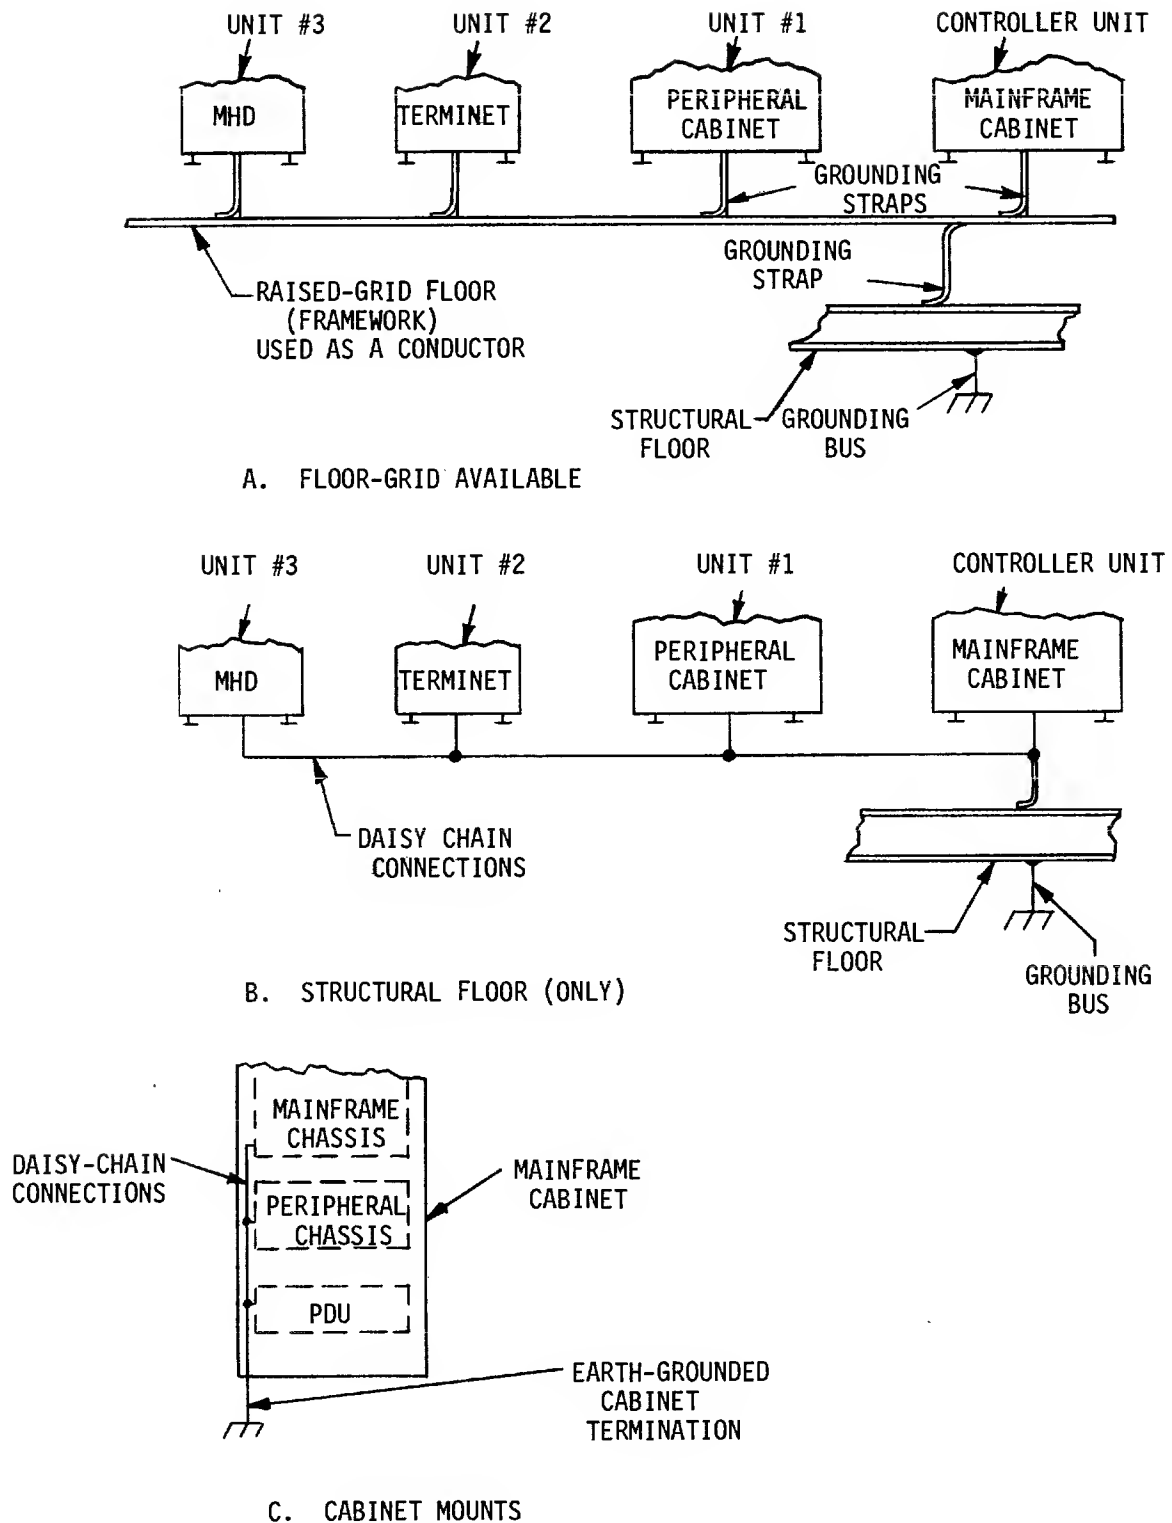 UNIT #3
UNIT #2
UNIT #1
CONTROLLER UNIT
MHD
TERMINET
PERIPHERAL
CABINET
MAINFRAME
CABINET
GROUNDING
STRAPS
GROUNDING
STRAP
RAISED-GRID FLOOR
(FRAMEWORK)
USED AS A CONDUCTOR
STRUCTURAL
FLOOR
GROUNDING
BUS
A. FLOOR-GRID AVAILABLE
UNIT #3
UNIT #2
UNIT #1
CONTROLLER UNIT
MHD
TERMINET
PERIPHERAL
CABINET
MAINFRAME
CABINET
DAISY CHAIN
CONNECTIONS
STRUCTURAL
FLOOR
GROUNDING
BUS
B. STRUCTURAL FLOOR (ONLY)
MAINFRAME
CHASSIS
DAISY-CHAIN
CONNECTIONS
MAINFRAME
CABINET
PERIPHERAL
CHASSIS
PDU
EARTH-GROUNDED
CABINET
TERMINATION
C. CABINET MOUNTS